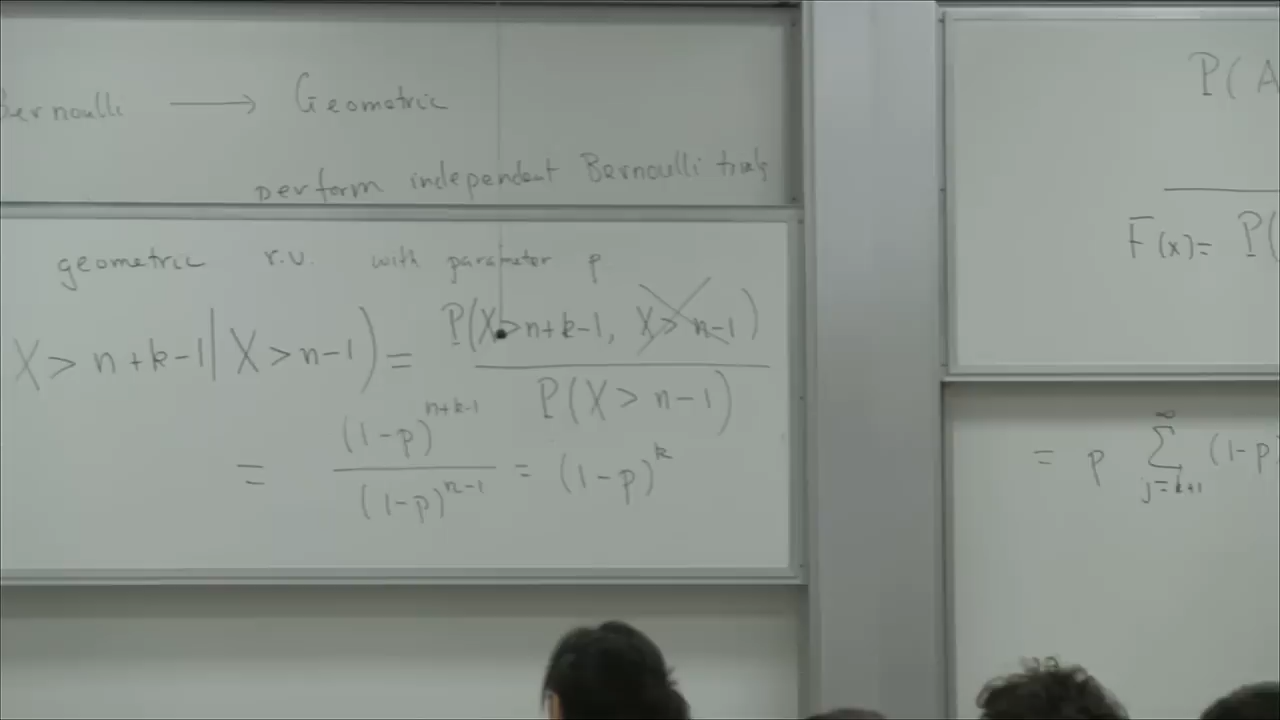 Bernoulli ⟶ Geometric
perform independent Bernoulli trials
geometric r.v. with parameter p
X > n+k-1 | X > n-1) = P(X > n+k-1, X > n-1) / P(X > n-1)
= (1-p)^{n+k-1} / (1-p)^{n-1} = (1-p)^k
P(A
F(x) = P(
= p ∑_{j=k+1}^{∞} (1-p)